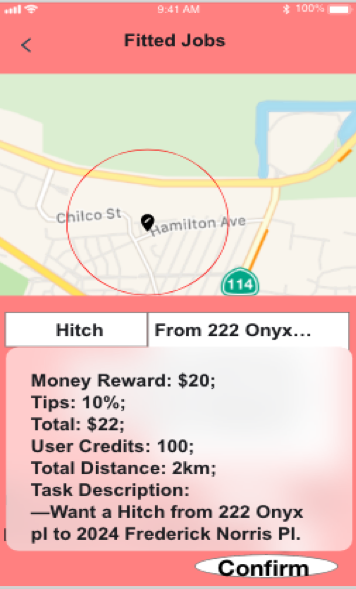 9:41 AM 100%
Fitted Jobs
Chilco St
Hamilton Ave
114
Hitch From 222 Onyx...
Money Reward: $20;
Tips: 10%;
Total: $22;
User Credits: 100;
Total Distance: 2km;
Task Description:
—Want a Hitch from 222 Onyx
pl to 2024 Frederick Norris Pl.
Confirm